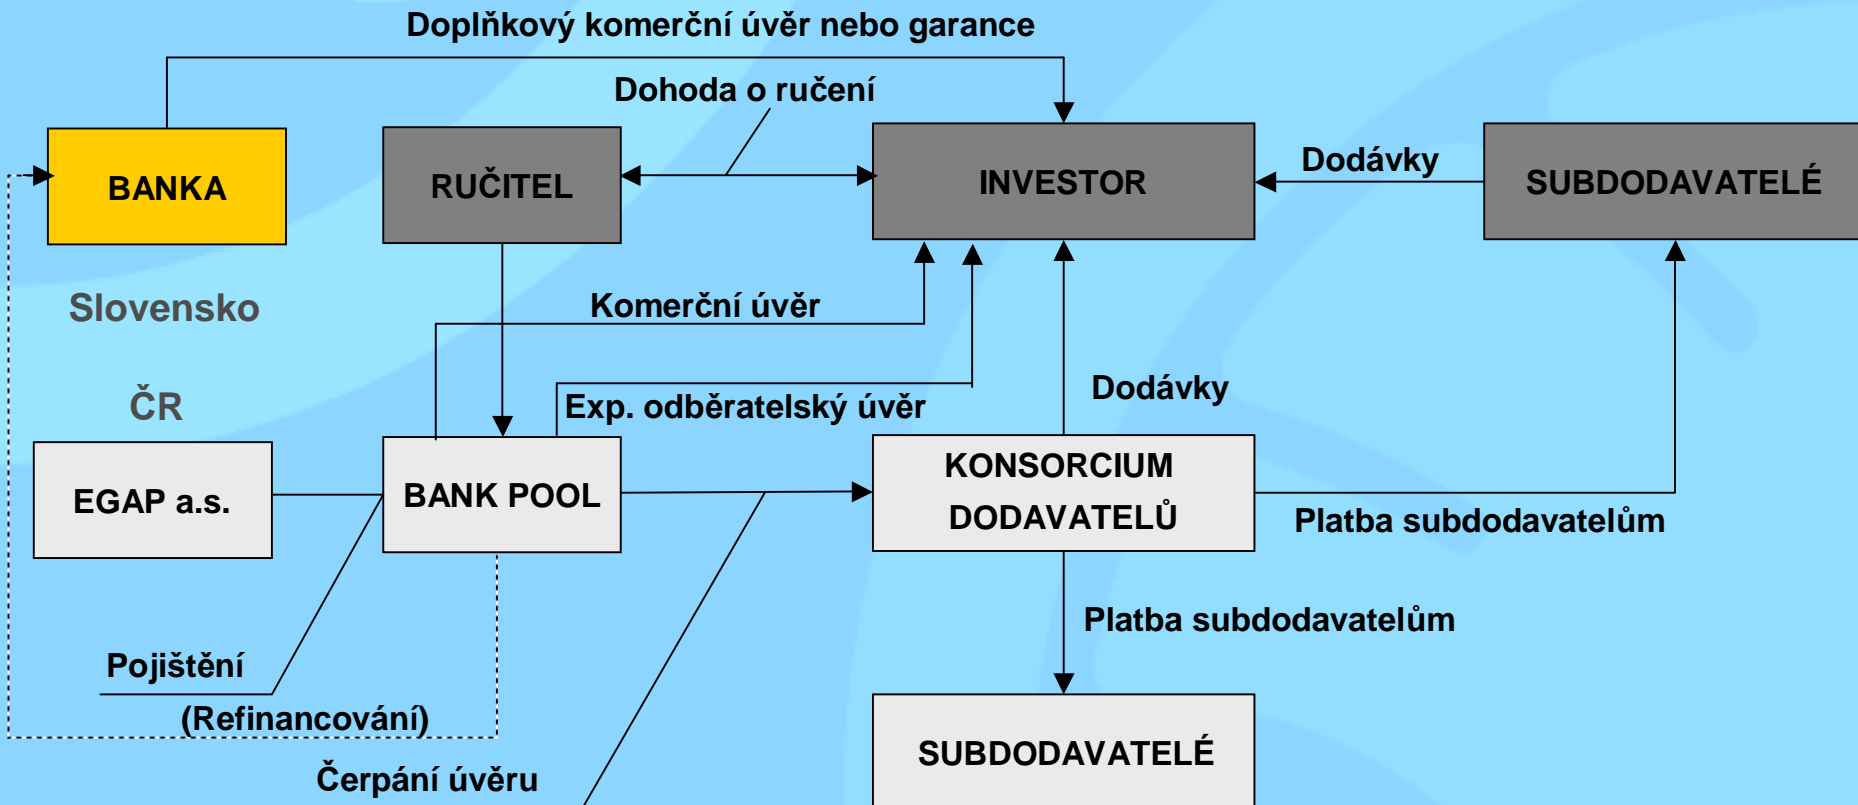 Doplňkový komerční úvěr nebo garance
Dohoda o ručení
BANKA
RUČITEL
INVESTOR
Dodávky
SUBDODAVATELÉ
Slovensko
Komerční úvěr
ČR
Exp. odběratelský úvěr
Dodávky
EGAP a.s.
BANK POOL
KONSORCIUM
DODAVATELŮ
Platba subdodavatelům
Platba subdodavatelům
Pojištění
(Refinancování)
Čerpání úvěru
SUBDODAVATELÉ